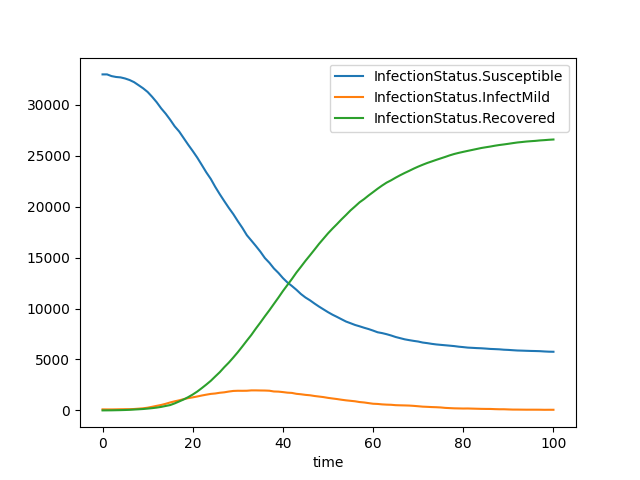 InfectionStatus.Susceptible
InfectionStatus.InfectMild
InfectionStatus.Recovered
30000
25000
20000
15000
10000
5000
0
0 20 40 60 80 100
time